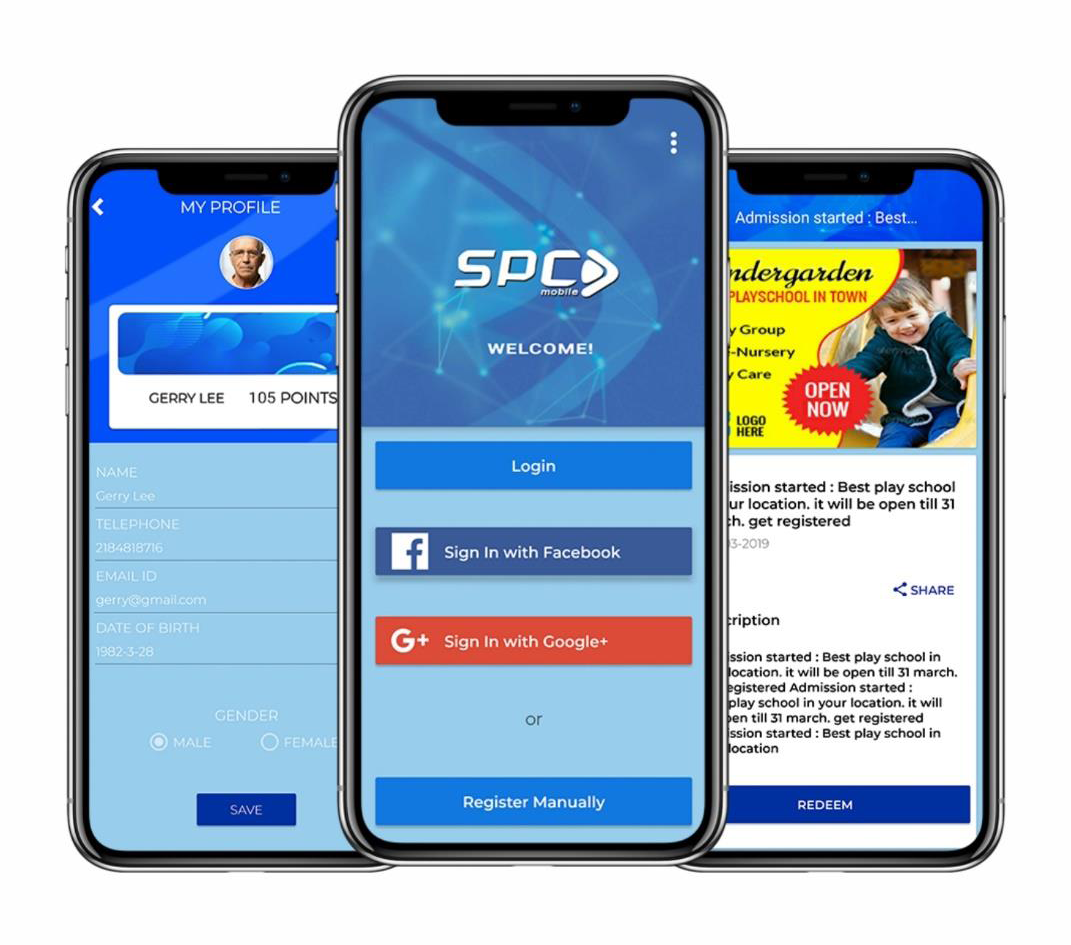 MY PROFILE
GERRY LEE 105 POINTS
NAME
Gerry Lee
TELEPHONE
2184818716
EMAIL ID
gerry@gmail.com
DATE OF BIRTH
1982-3-28
GENDER
MALE FEMALE
SAVE
SPC
mobile
WELCOME!
Login
f Sign In with Facebook
G+ Sign In with Google+
or
Register Manually
Admission started : Best...
ndergarden
PLAYSCHOOL IN TOWN
y Group
-Nursery
y Care
OPEN
NOW
LOGO
HERE
ission started : Best play school
ur location. it will be open till 31
ch. get registered
03-2019
SHARE
cription
ission started : Best play school in
location. it will be open till 31 march.
egistered Admission started :
play school in your location. it will
pen till 31 march. get registered
ission started : Best play school in
location
REDEEM